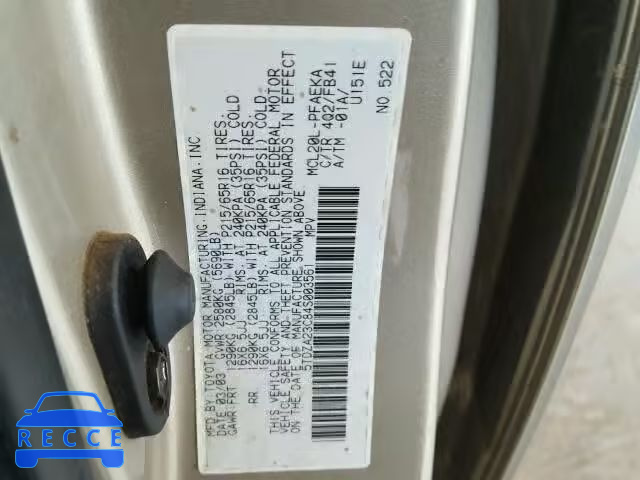 MFD BY: TOYOTA MOTOR MANUFACTURING, INDIANA, INC.
DATE: 03/03 GVWR 2580KG (5690LB)
GAWR: FRT 1290KG (2845LB) WITH P215/65R16 TIRES,
16X6.5JJ RIMS, AT 240KPA (35PSI) COLD
RR 1290KG (2845LB) WITH P215/65R16 TIRES,
16X6.5JJ RIMS, AT 240KPA (35PSI) COLD
THIS VEHICLE CONFORMS TO ALL APPLICABLE FEDERAL MOTOR
VEHICLE SAFETY AND THEFT PREVENTION STANDARDS IN EFFECT
ON THE DATE OF MANUFACTURE SHOWN ABOVE.
5TDZA23C84S003561 MPV
MCL20L-PFAEKA
C/TR 4Q2/FB41
A/TM -01A/U151E
NO 522
RECCE